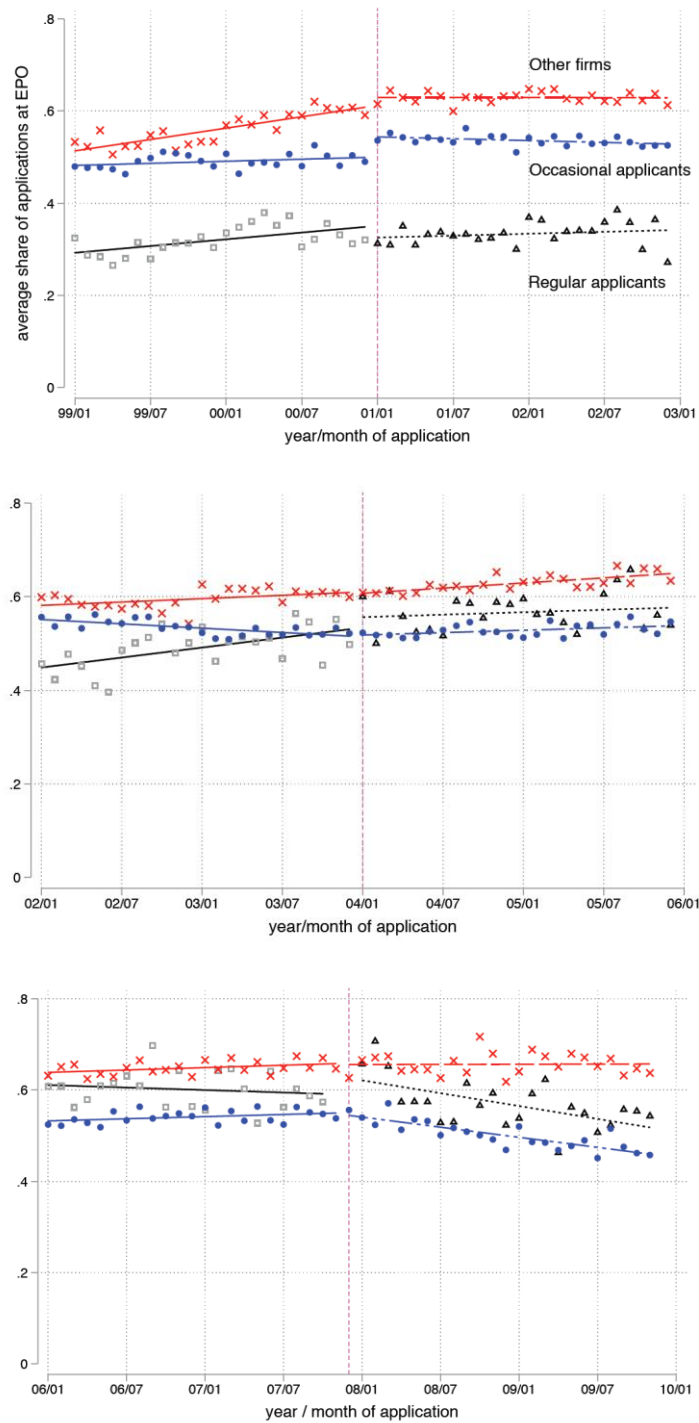 .8
.6
.4
.2
0
average share of applications at EPO
Other firms
Occasional applicants
Regular applicants
99/01 99/07 00/01 00/07 01/01 01/07 02/01 02/07 03/01
year/month of application
.8
.6
.4
.2
0
02/01 02/07 03/01 03/07 04/01 04/07 05/01 05/07 06/01
year/month of application
.8
.6
.4
.2
0
06/01 06/07 07/01 07/01 08/01 08/07 09/01 09/07 10/01
year / month of application